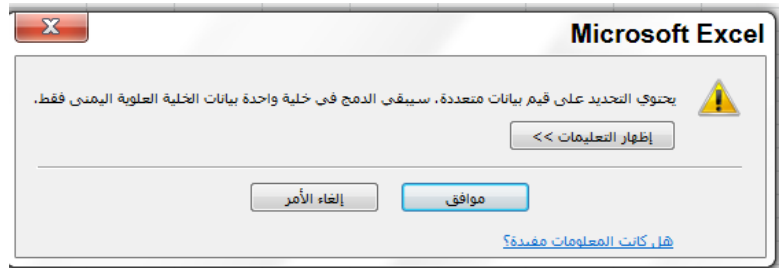 Microsoft Excel
يحتوي التحديد على قيم بيانات متعددة، سيبقي الدمج في خلية واحدة بيانات الخلية العلوية اليمنى فقط.
إظهار التعليمات >>
موافق
إلغاء الأمر
هل كانت المعلومات مفيدة؟